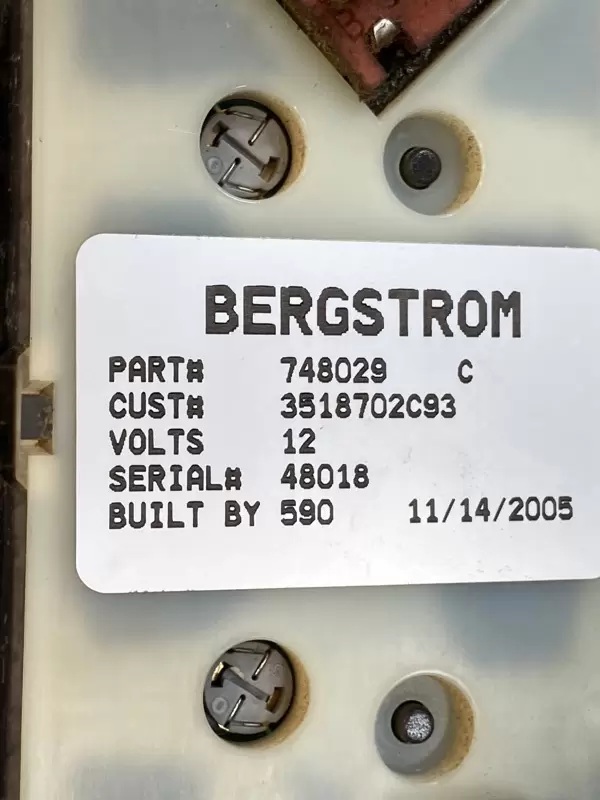 BERGSTROM
PART# 748029 C
CUST# 3518702C93
VOLTS 12
SERIAL# 48018
BUILT BY 590 11/14/2005